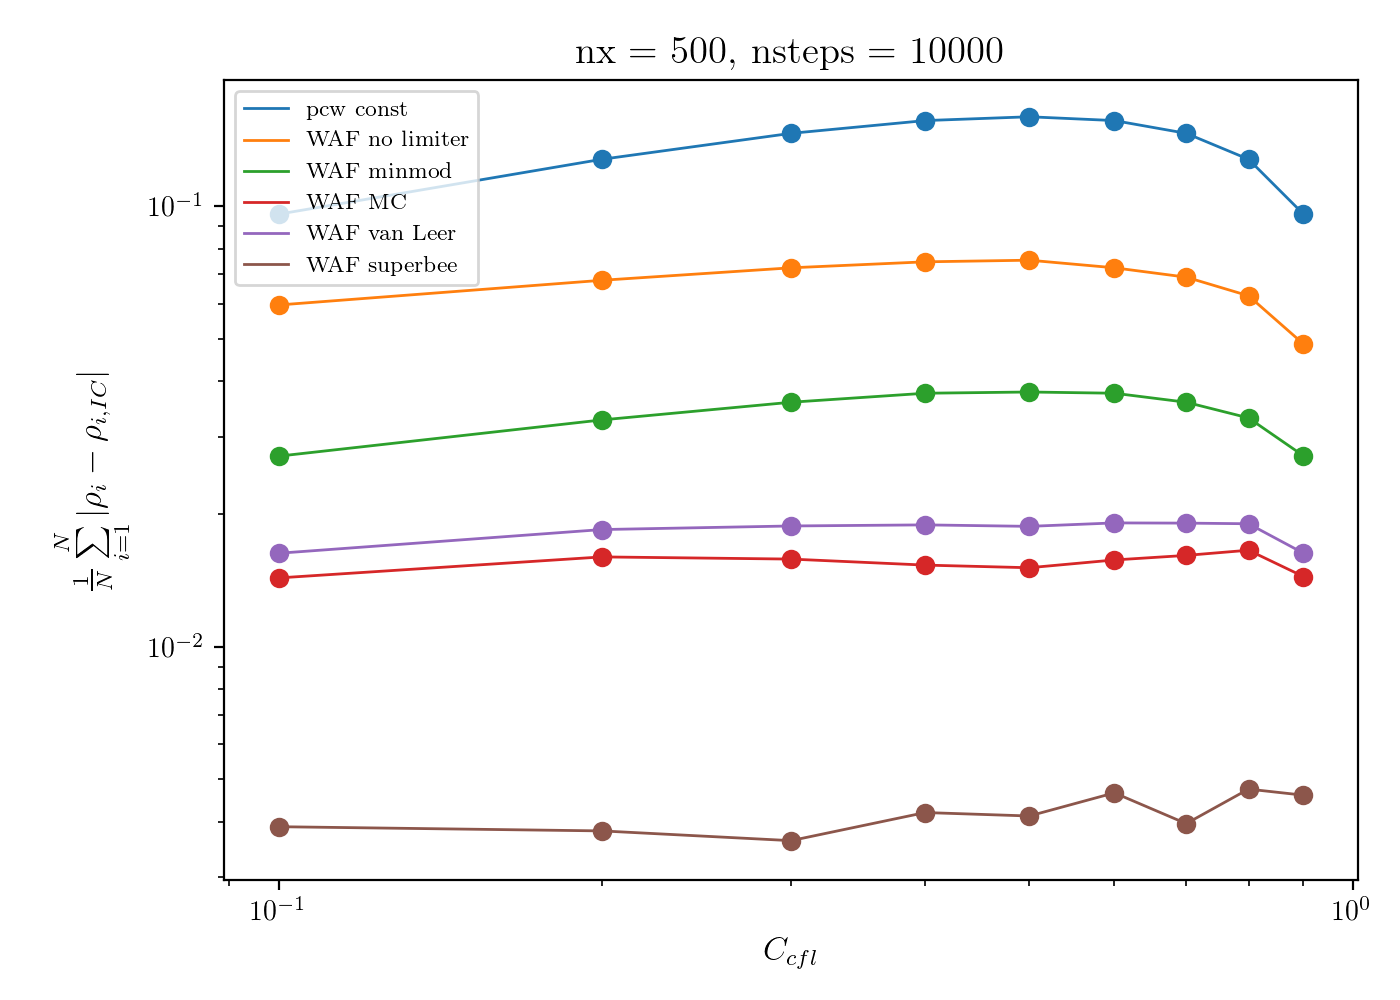 nx = 500, nsteps = 10000
pcw const
WAF no limiter
WAF minmod
WAF MC
WAF van Leer
WAF superbee
10⁻¹
10⁻²
$\frac{1}{N}\sum_{i=1}^{N}|\rho_i - \rho_{i,IC}|$
10⁻¹
10⁰
$C_{cfl}$